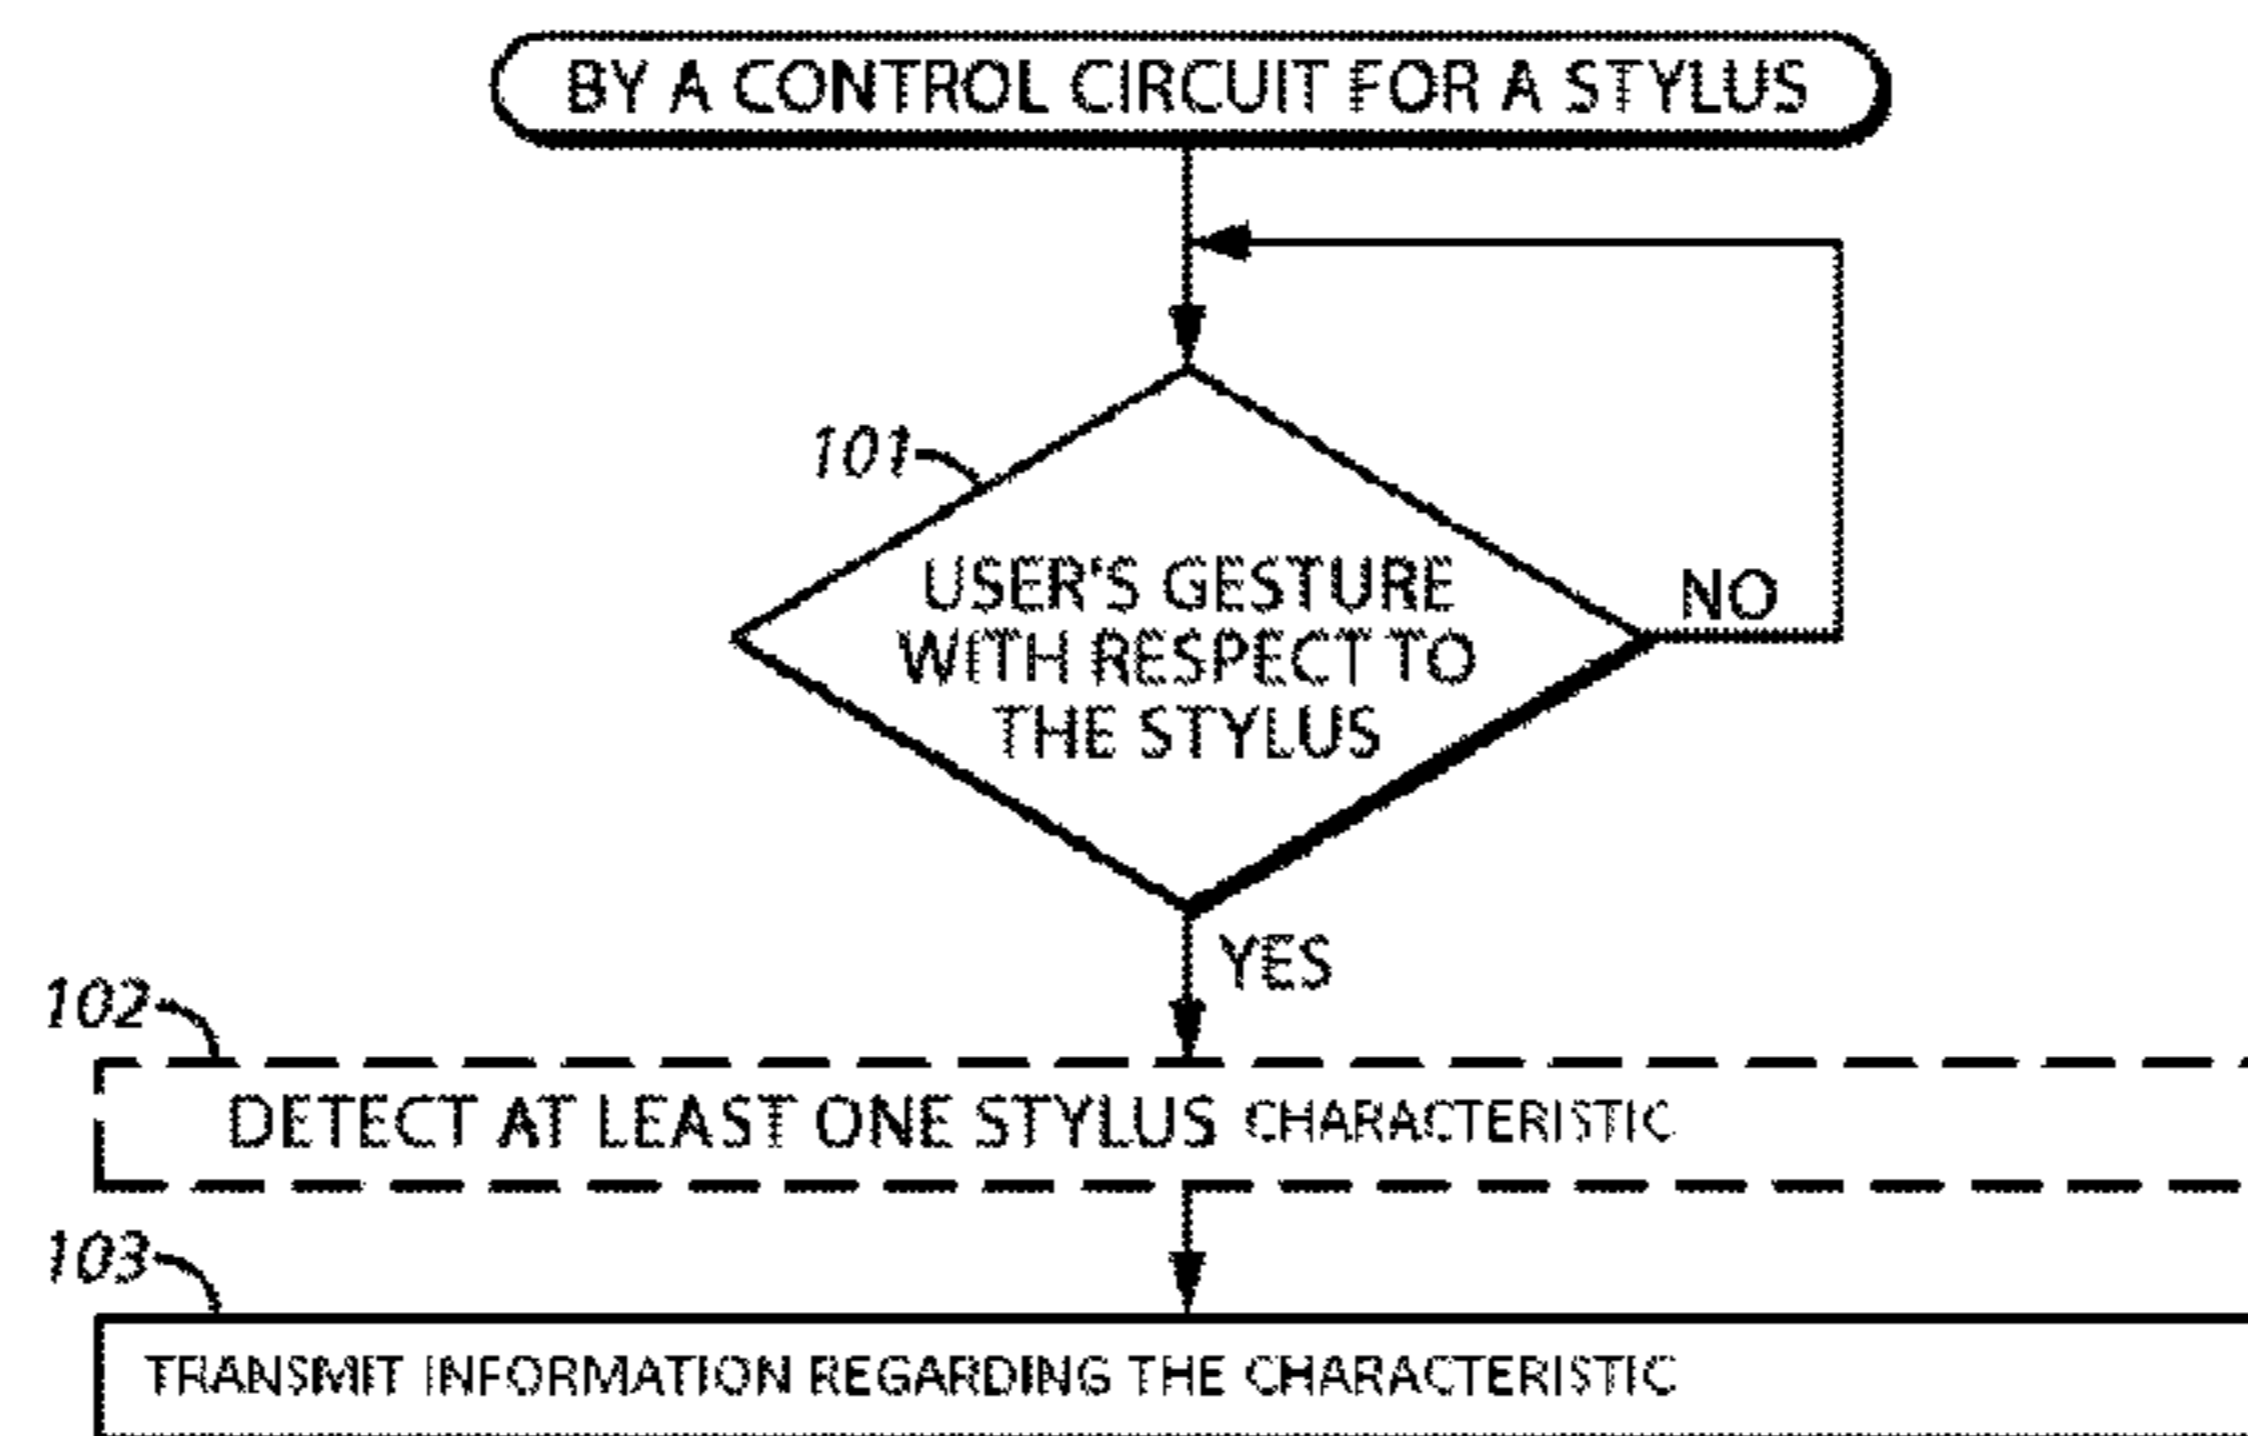 BY A CONTROL CIRCUIT FOR A STYLUS
101
USER'S GESTURE
WITH RESPECT TO
THE STYLUS
NO
YES
102
DETECT AT LEAST ONE STYLUS CHARACTERISTIC
103
TRANSMIT INFORMATION REGARDING THE CHARACTERISTIC